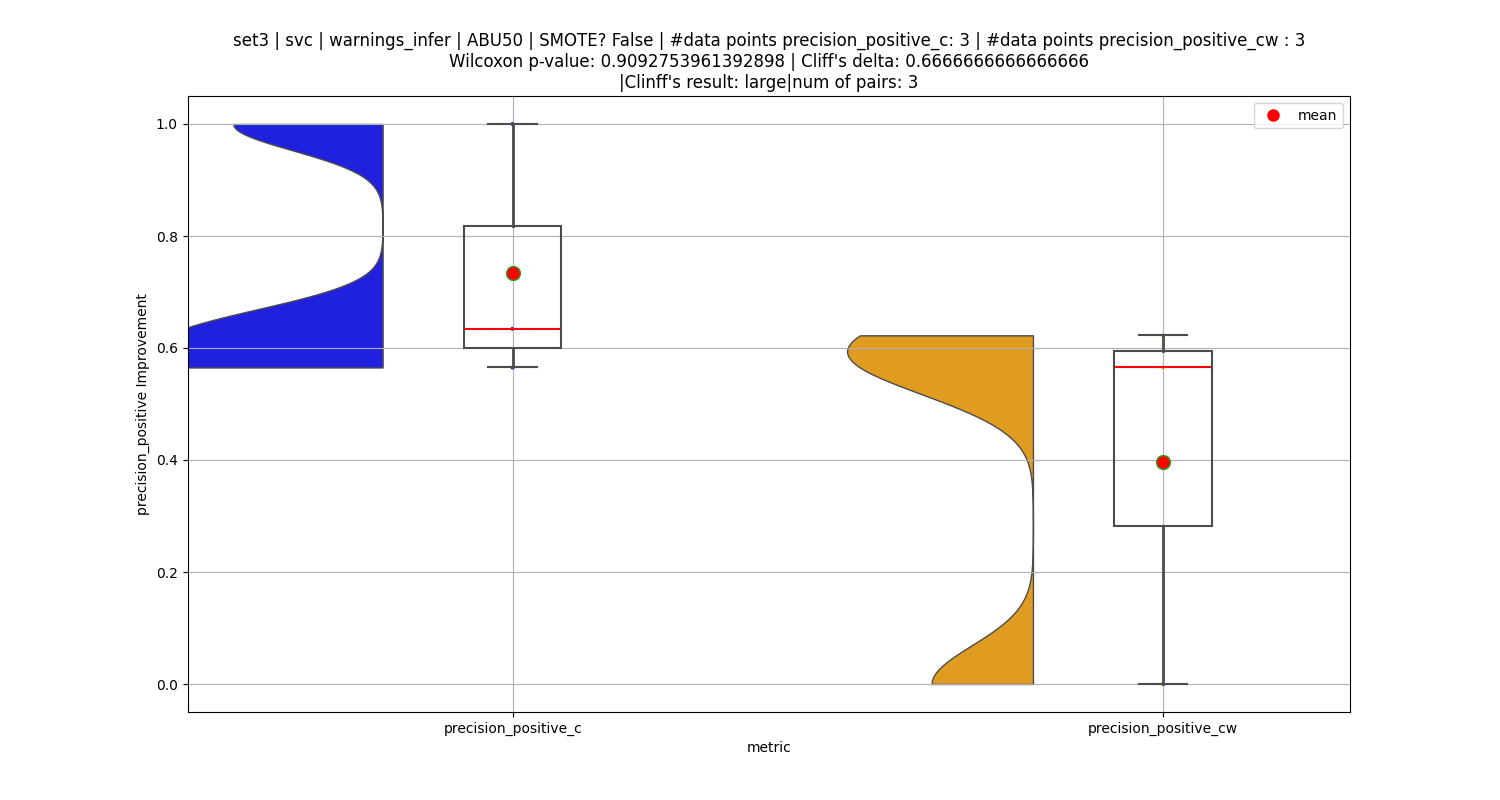 set3 | svc | warnings_infer | ABU50 | SMOTE? False | #data points precision_positive_c: 3 | #data points precision_positive_cw : 3
Wilcoxon p-value: 0.9092753961392898 | Cliff's delta: 0.6666666666666666
|Clinff's result: large|num of pairs: 3
mean
1.0
0.8
0.6
0.4
0.2
0.0
precision_positive Improvement
precision_positive_c
precision_positive_cw
metric